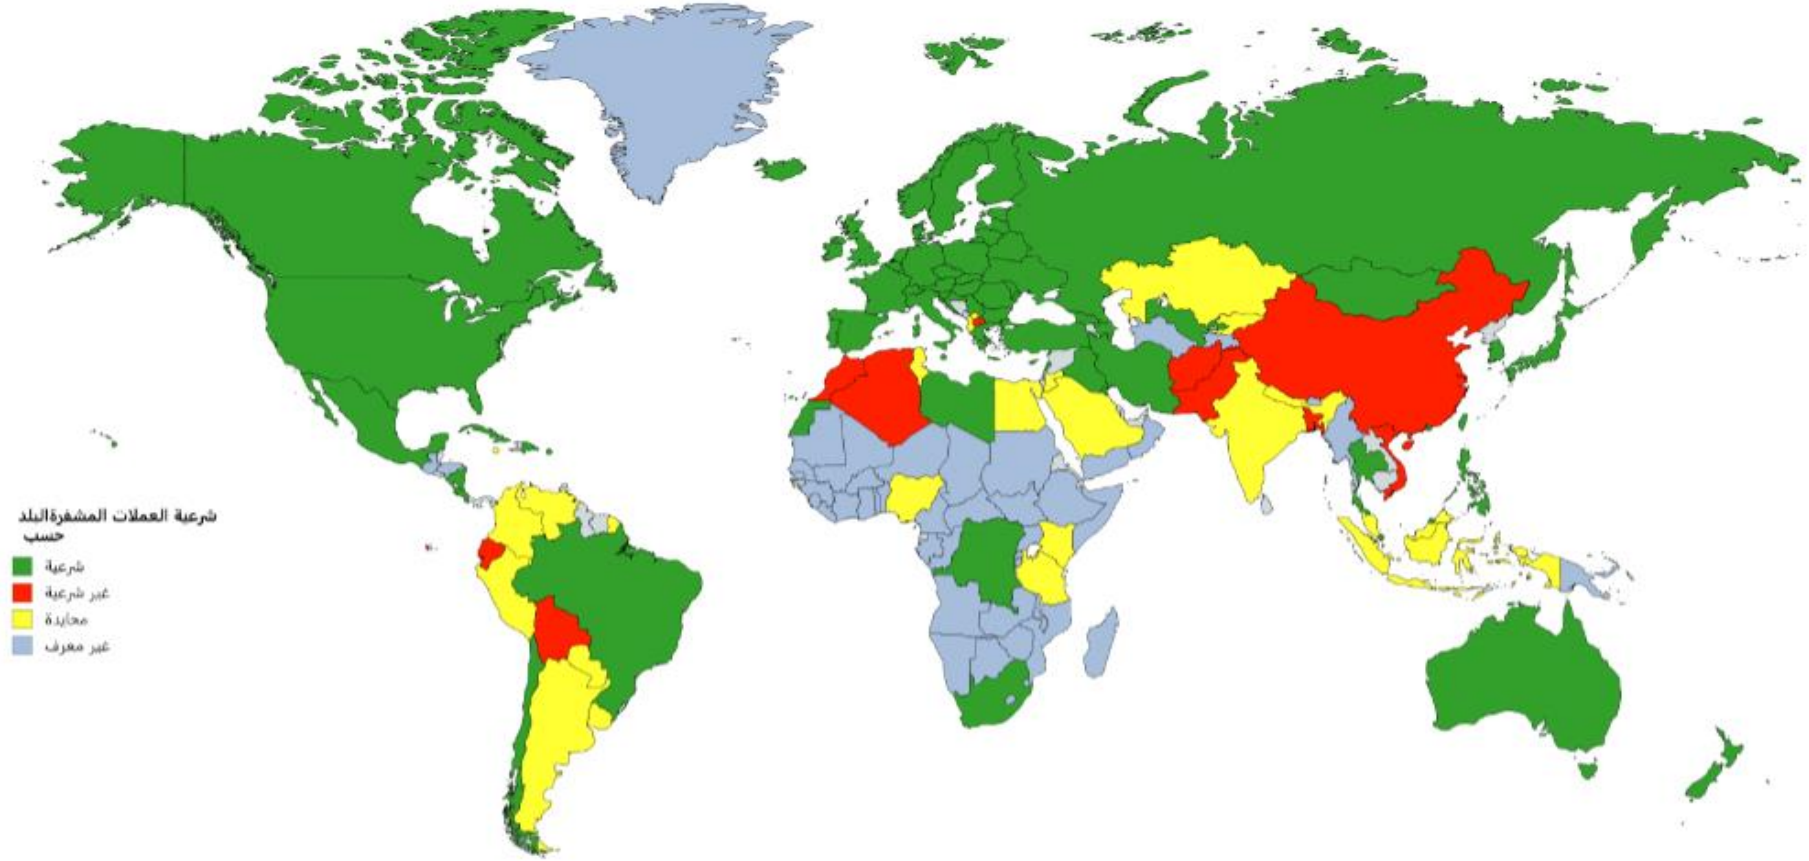 شرعية العملات المشفرةالبلد
حسب
شرعية
غير شرعية
محايدة
غير معرف